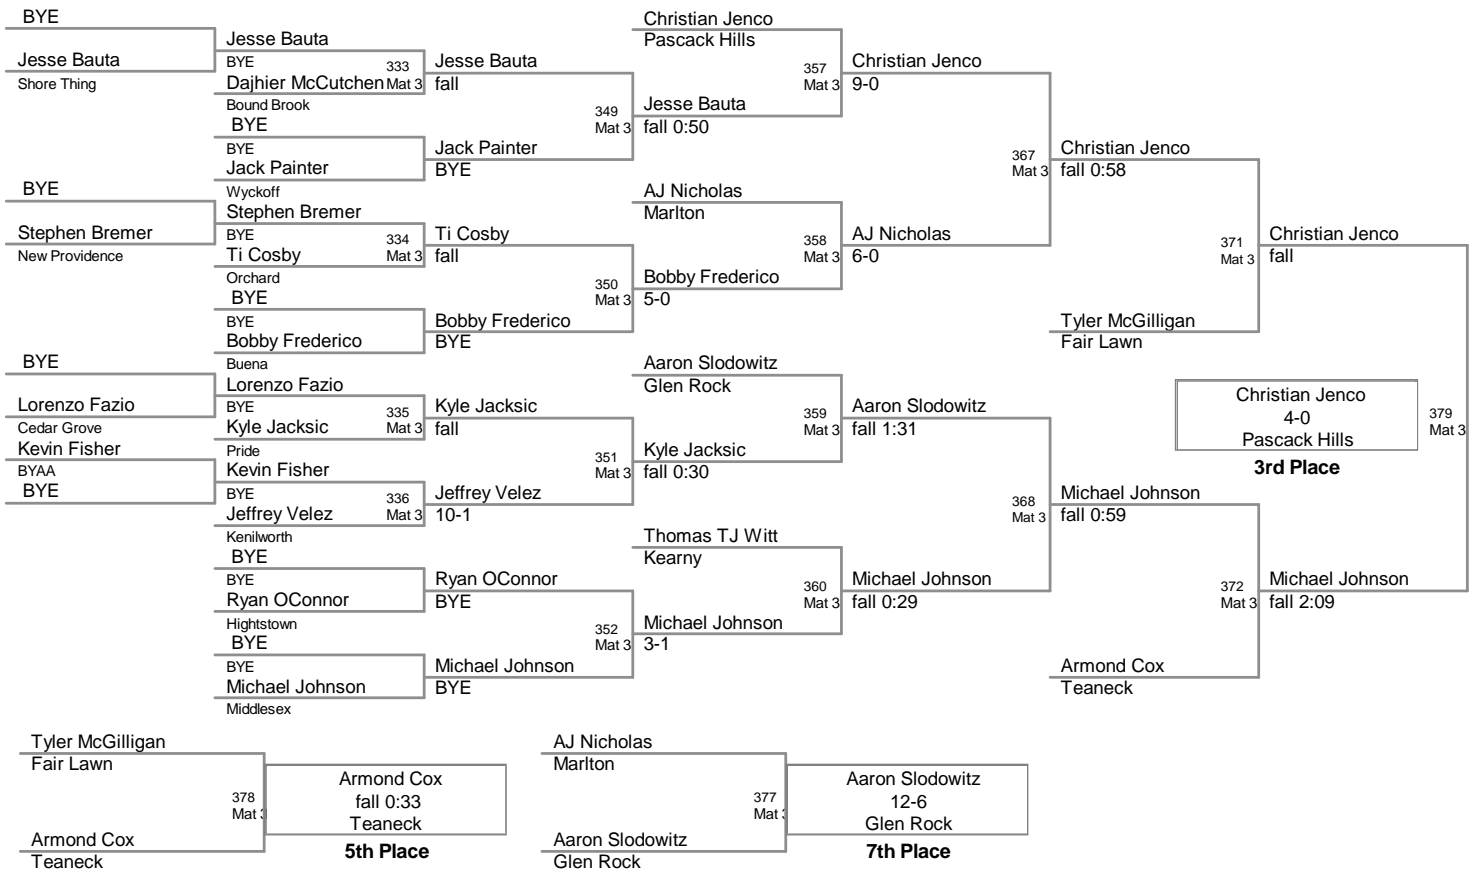 BYE
Jesse Bauta
Shore Thing
BYE
Stephen Bremer
New Providence
BYE
Lorenzo Fazio
Cedar Grove
Kevin Fisher
BYAA
BYE
Jesse Bauta
BYE
333
Dajhier McCutchen Mat 3
Bound Brook
BYE
BYE
Jack Painter
Wyckoff
Stephen Bremer
BYE
334
Ti Cosby
Mat 3
Orchard
BYE
BYE
Bobby Frederico
Buena
Lorenzo Fazio
BYE
335
Kyle Jacksic
Mat 3
Pride
Kevin Fisher
BYE
336
Jeffrey Velez
Mat 3
Kenilworth
BYE
BYE
Ryan OConnor
Hightstown
BYE
BYE
Michael Johnson
Middlesex
Jesse Bauta
fall
349
Mat 3
Jack Painter
BYE
Ti Cosby
fall
350
Mat 3
Bobby Frederico
BYE
Kyle Jacksic
fall
351
Mat 3
Jeffrey Velez
10-1
Ryan OConnor
BYE
352
Mat 3
Michael Johnson
BYE
Christian Jenco
Pascack Hills
357
Mat 3
Jesse Bauta
fall 0:50
AJ Nicholas
Marlton
358
Mat 3
Bobby Frederico
5-0
Aaron Slodowitz
Glen Rock
359
Mat 3
Kyle Jacksic
fall 0:30
Thomas TJ Witt
Kearny
360
Mat 3
Michael Johnson
3-1
Christian Jenco
9-0
367
Mat 3
AJ Nicholas
6-0
Aaron Slodowitz
fall 1:31
368
Mat 3
Michael Johnson
fall 0:29
Christian Jenco
fall 0:58
371
Mat 3
Tyler McGilligan
Fair Lawn
Michael Johnson
fall 0:59
372
Mat 3
Armond Cox
Teaneck
Christian Jenco
fall
Christian Jenco
4-0
Pascack Hills
3rd Place
379
Mat 3
Michael Johnson
fall 2:09
Tyler McGilligan
Fair Lawn
378
Mat 3
Armond Cox
Teaneck
Armond Cox
fall 0:33
Teaneck
5th Place
AJ Nicholas
Marlton
377
Mat 3
Aaron Slodowitz
Glen Rock
Aaron Slodowitz
12-6
Glen Rock
7th Place